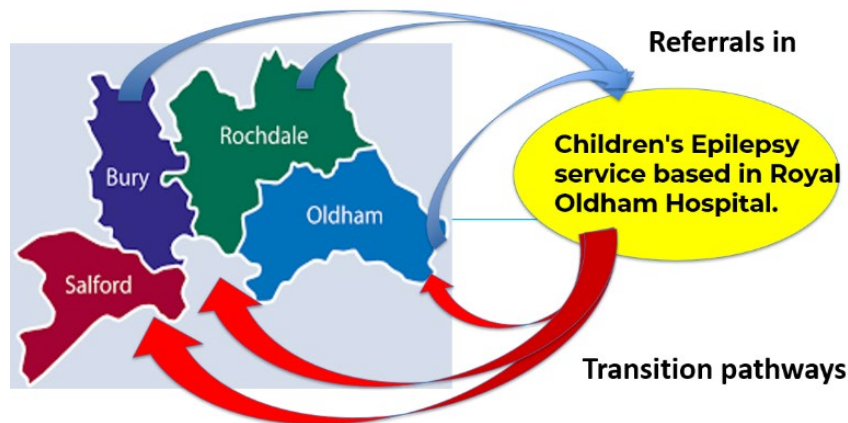 Referrals in
Rochdale
Bury
Oldham
Salford
Children's Epilepsy
service based in Royal
Oldham Hospital.
Transition pathways